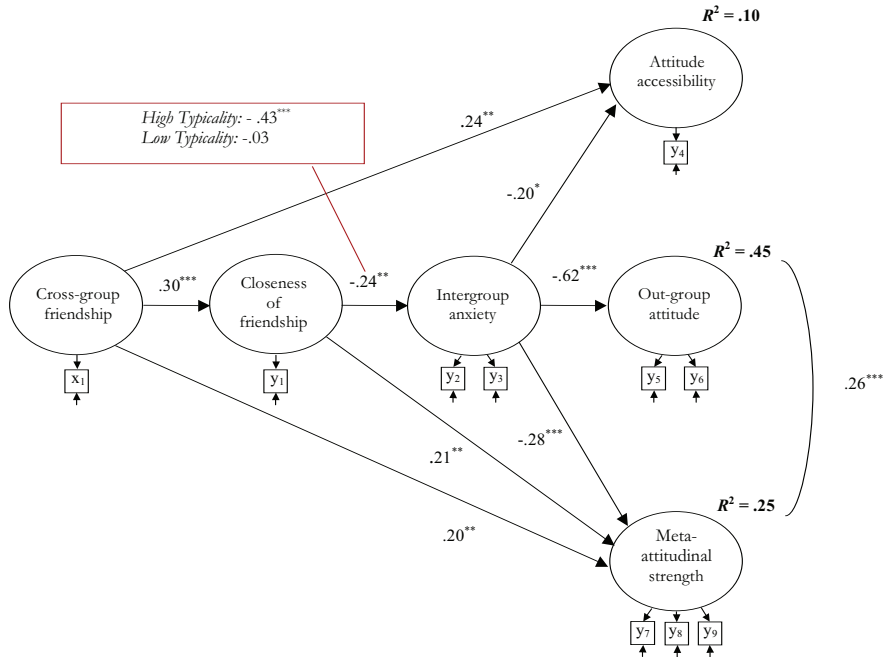 R² = .10
Attitude
accessibility
y₄
High Typicality: - .43***
Low Typicality: -.03
.24**
-.20*
R² = .45
Cross-group
friendship
x₁
.30***
Closeness
of
friendship
y₁
-.24**
Intergroup
anxiety
y₂
y₃
-.62***
Out-group
attitude
y₅
y₆
.26***
.21**
-.28***
.20**
R² = .25
Meta-
attitudinal
strength
y₇
y₈
y₉